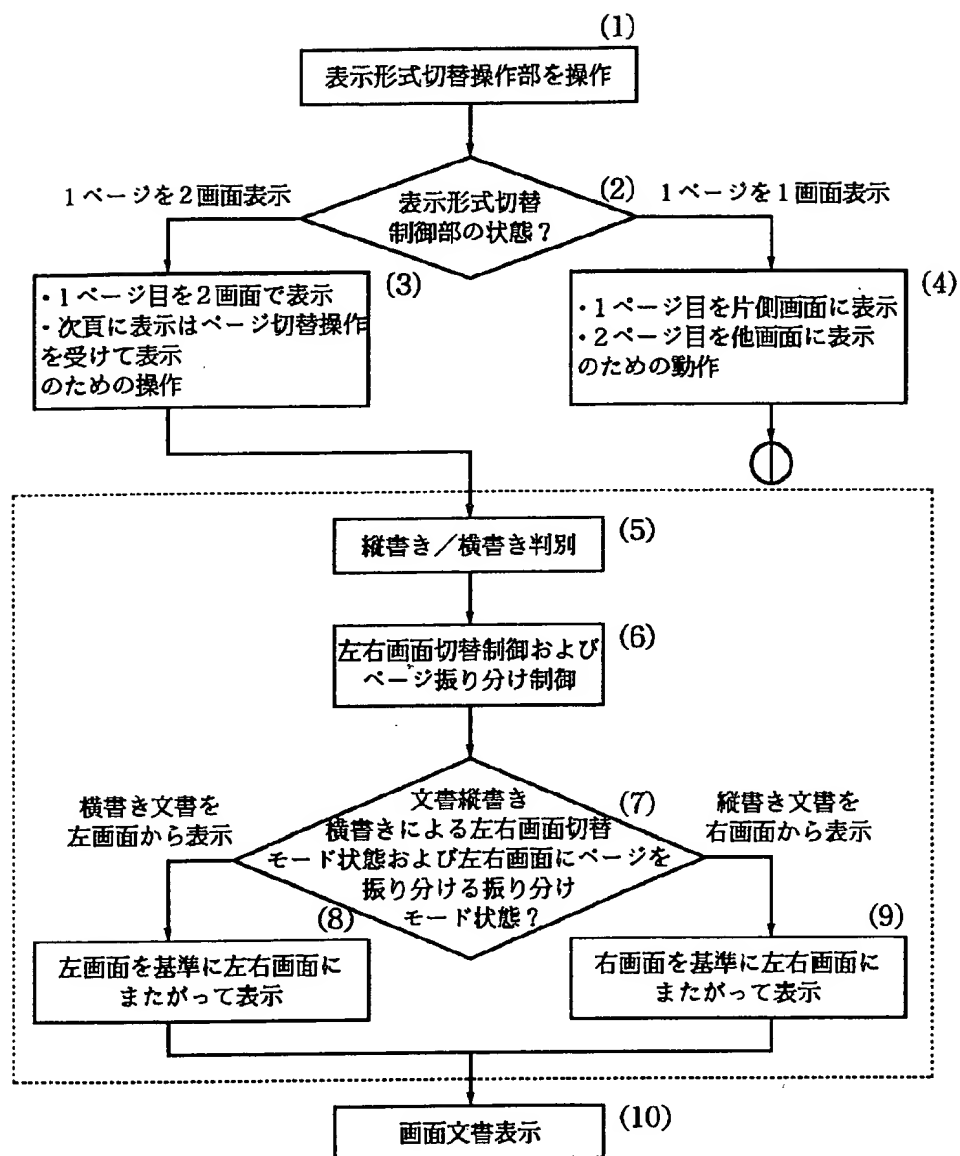 (1)
表示形式切替操作部を操作
1ページを2画面表示
(2)
1ページを1画面表示
表示形式切替
制御部の状態？
(3)
・1ページ目を2画面で表示
・次頁に表示はページ切替操作
を受けて表示
のための操作
(4)
・1ページ目を片側画面に表示
・2ページ目を他画面に表示
のための動作
(5)
縦書き／横書き判別
(6)
左右画面切替制御および
ページ振り分け制御
横書き文書を
左画面から表示
(7)
文書縦書き
横書きによる左右画面切替
モード状態および左右画面にページを
振り分ける振り分け
モード状態？
縦書き文書を
右画面から表示
(8)
左画面を基準に左右画面に
またがって表示
(9)
右画面を基準に左右画面に
またがって表示
(10)
画面文書表示